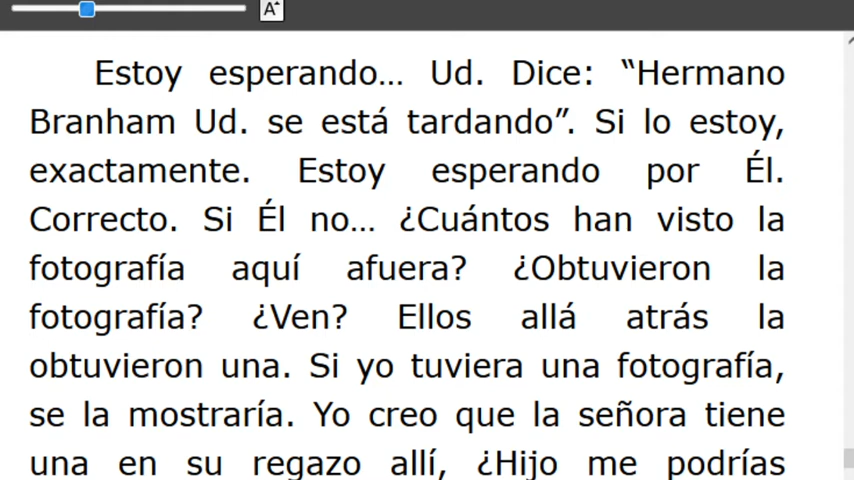 A
Estoy esperando… Ud. Dice: “Hermano
Branham Ud. se está tardando”. Si lo estoy,
exactamente. Estoy esperando por Él.
Correcto. Si Él no… ¿Cuántos han visto la
fotografía aquí afuera? ¿Obtuvieron la
fotografía? ¿Ven? Ellos allá atrás la
obtuvieron una. Si yo tuviera una fotografía,
se la mostraría. Yo creo que la señora tiene
una en su regazo allí, ¿Hijo me podrías